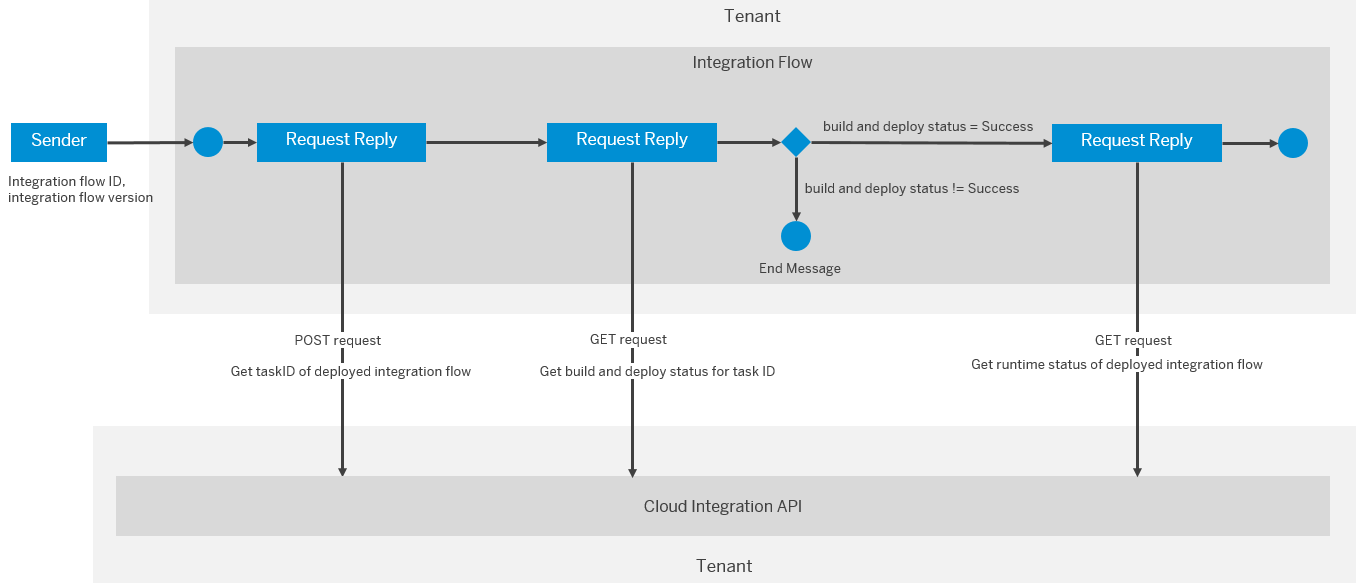 Tenant
Integration Flow
Sender
Request Reply
Request Reply
build and deploy status = Success
Request Reply
Integration flow ID,
integration flow version
build and deploy status != Success
End Message
POST request
Get taskID of deployed integration flow
GET request
Get build and deploy status for task ID
GET request
Get runtime status of deployed integration flow
Cloud Integration API
Tenant